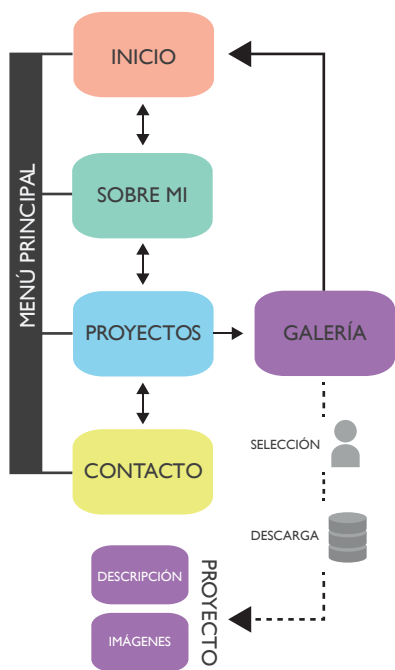 INICIO
MENÚ PRINCIPAL
SOBRE MI
PROYECTOS
GALERÍA
CONTACTO
SELECCIÓN
DESCARGA
PROYECTO
DESCRIPCIÓN
IMÁGENES